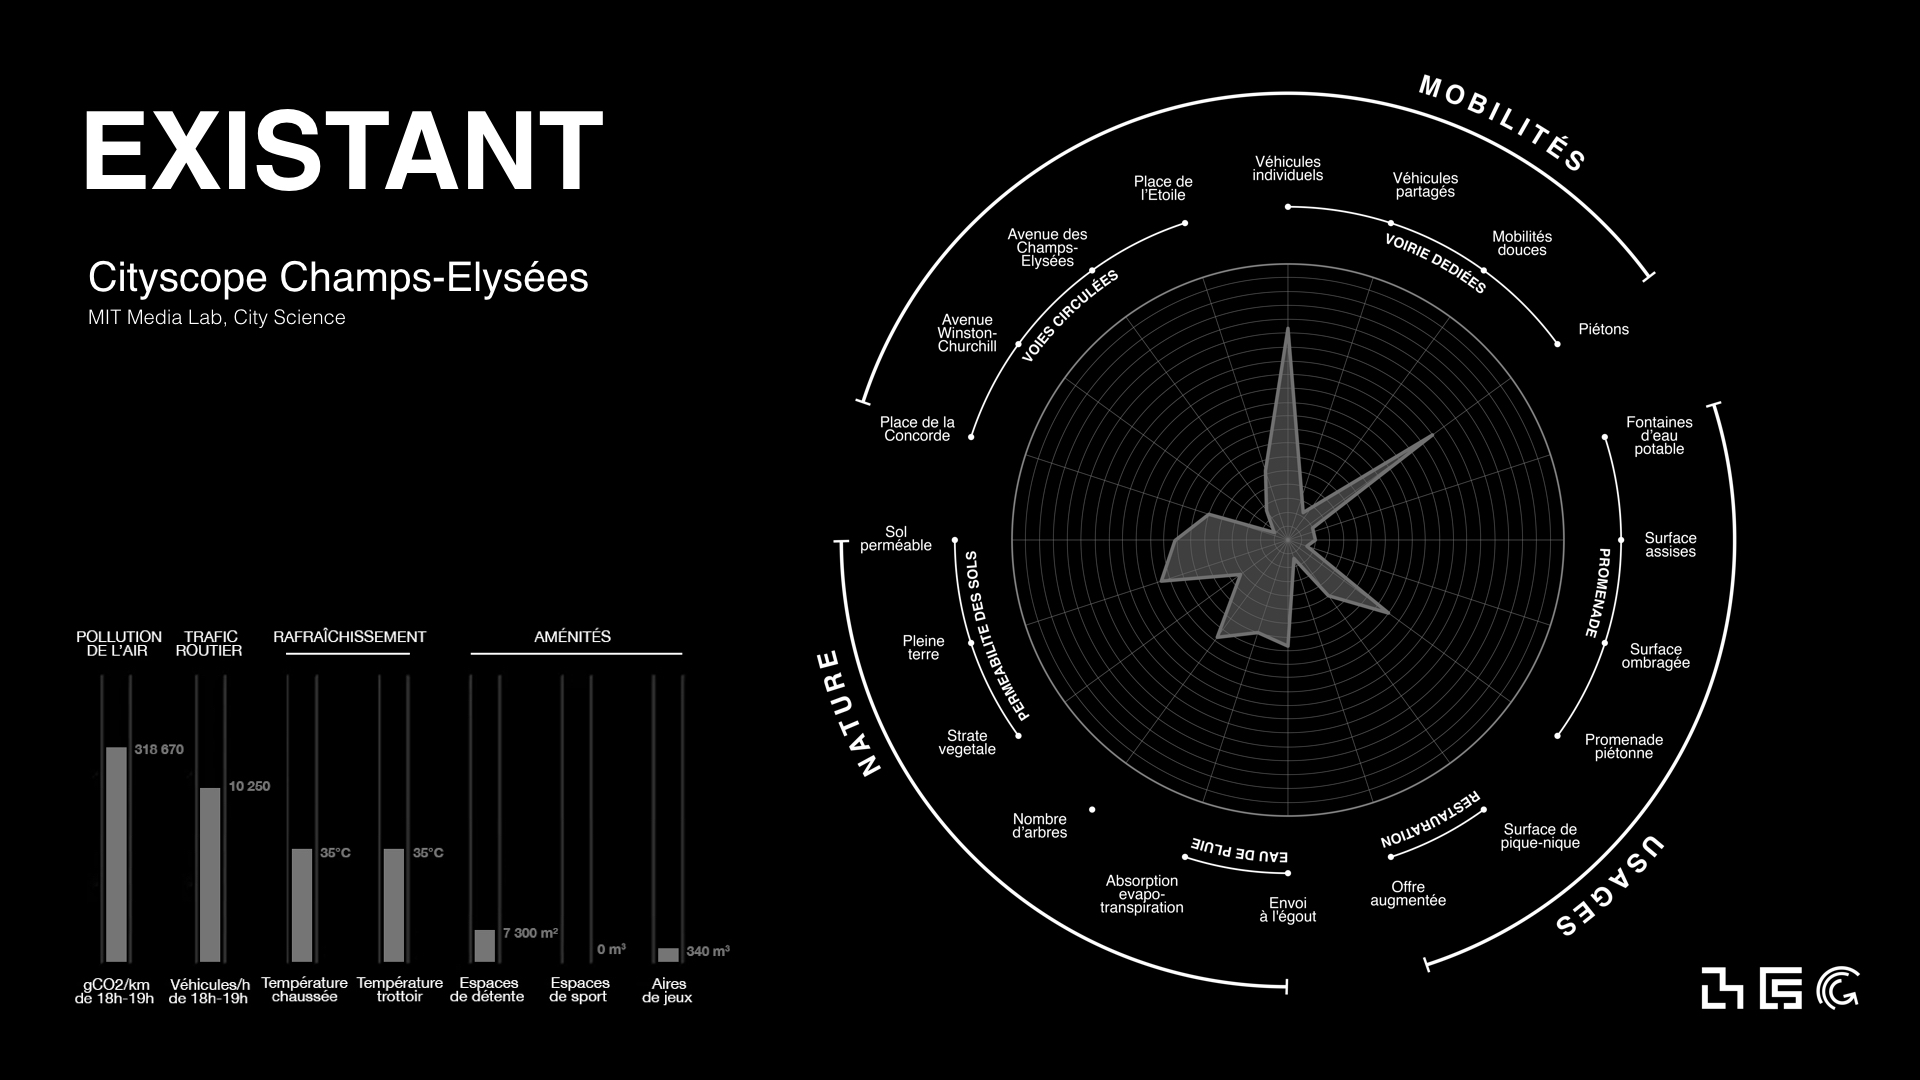 EXISTANT
Cityscope Champs-Elysées
MIT Media Lab, City Science
MOBILITÉS
Véhicules
individuels
Véhicules
partagés
Mobilités
douces
Piétons
VOIRIE DEDIÉES
Place de
l'Etoile
Avenue des
Champs-
Elysées
Avenue
Winston-
Churchill
Place de la
Concorde
VOIES CIRCULÉES
Fontaines
d'eau
potable
Surface
assises
Surface
ombragée
Promenade
piétonne
PROMENADE
Surface de
pique-nique
Offre
augmentée
RESTAURATION
USAGES
Sol
perméable
Pleine
terre
Strate
vegetale
PERMEABILITE DES SOLS
Nombre
d'arbres
Absorption
evapo-
transpiration
Envoi
à l'égout
EAU DE PLUIE
NATURE
POLLUTION
DE L'AIR
TRAFIC
ROUTIER
RAFRAÎCHISSEMENT
AMÉNITÉS
318 670
10 250
35°C
35°C
7 300 m²
0 m³
340 m³
gCO2/km
de 18h-19h
Véhicules/h
de 18h-19h
Température
chaussée
Température
trottoir
Espaces
de détente
Espaces
de sport
Aires
de jeux